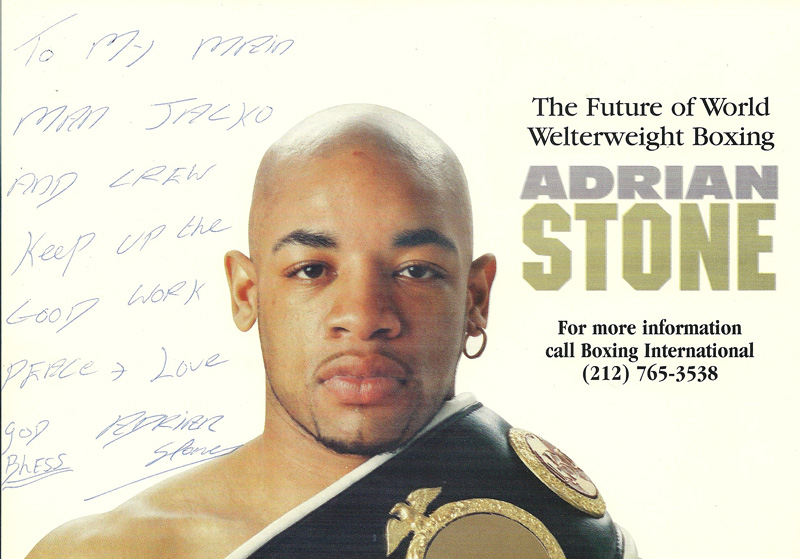 To My MAin
MAn JACKO
AnD CREW
Keep UP the
GOOD WORK
PEACE + Love
GOD
BLESS
ADRIAn
Stone
The Future of World
Welterweight Boxing
ADRIAN
STONE
For more information
call Boxing International
(212) 765-3538